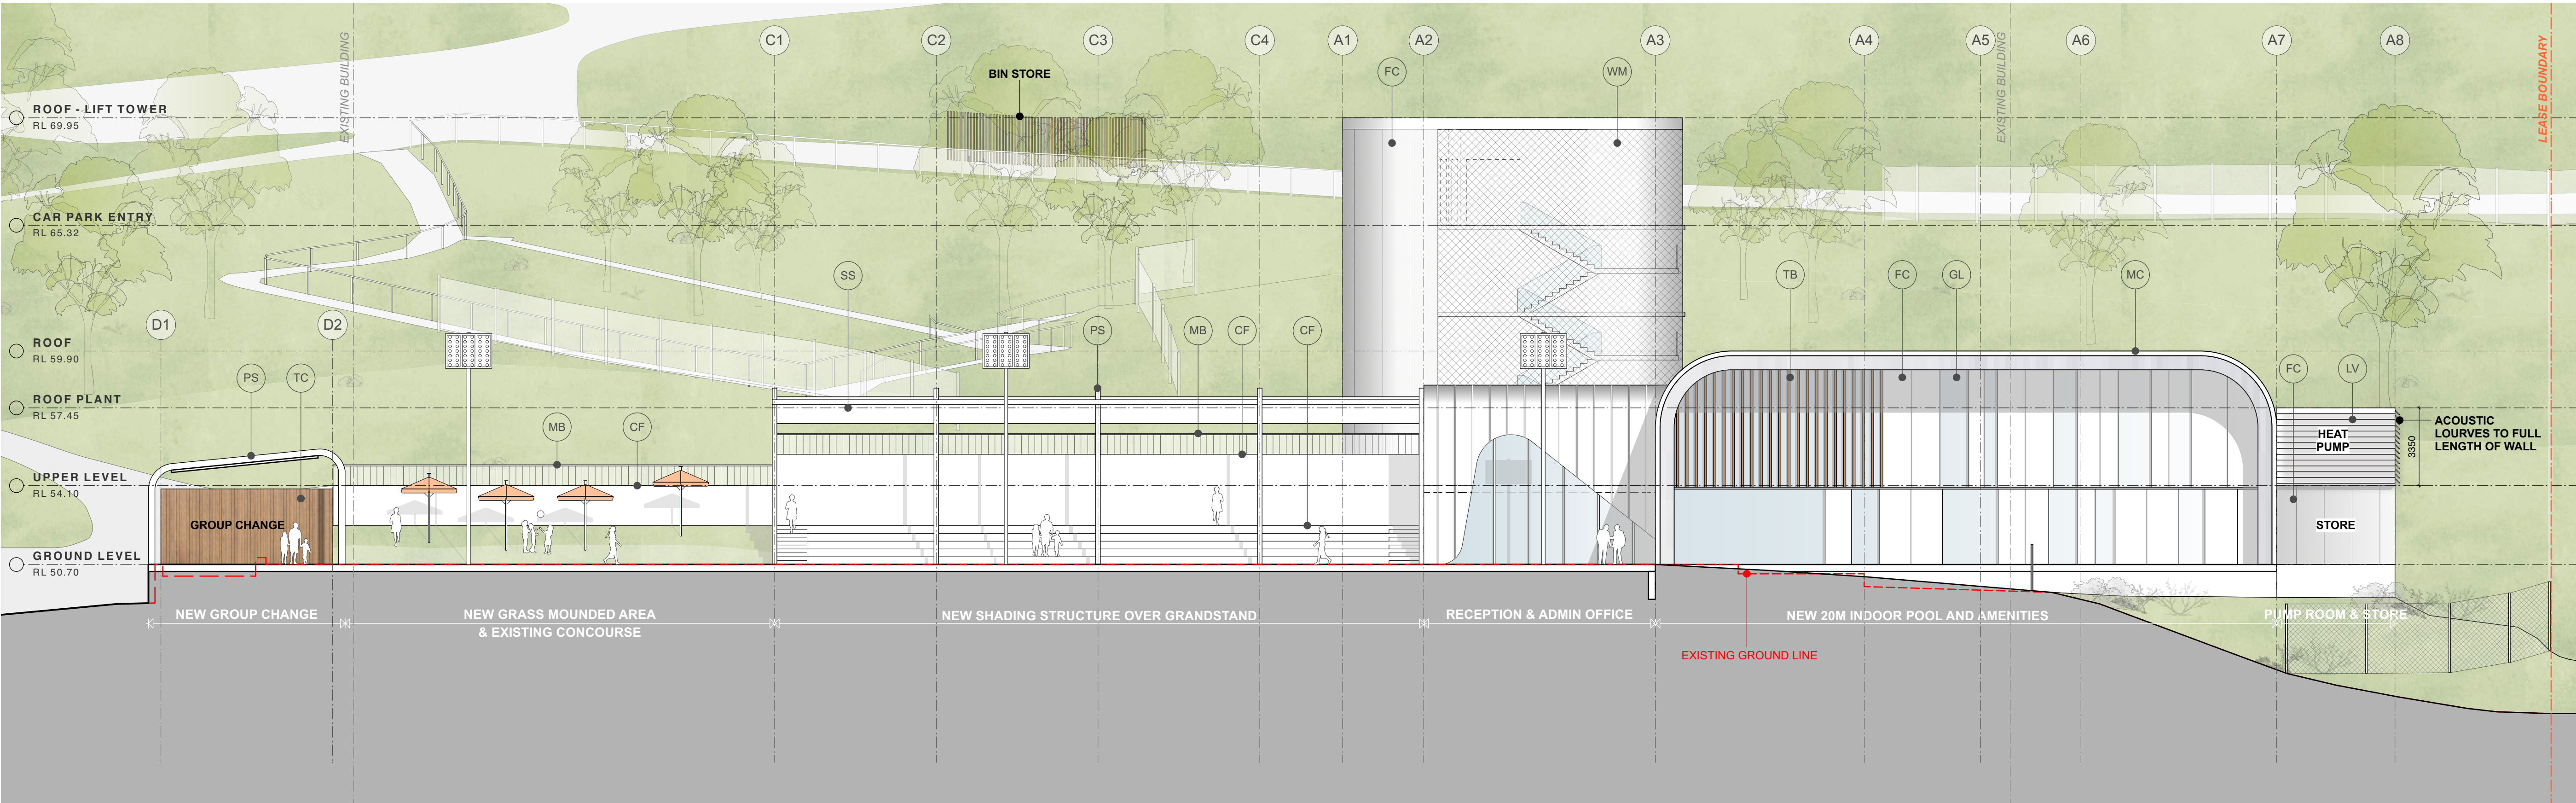 C1
C2
C3
C4
A1
A2
A3
A4
A5
A6
A7
A8
EXISTING BUILDING
EXISTING BUILDING
LEASE BOUNDARY
BIN STORE
FC
WM
ROOF - LIFT TOWER
RL 69.95
CAR PARK ENTRY
RL 65.32
SS
TB
FC
GL
MC
D1
D2
PS
MB
CF
CF
ROOF
RL 59.90
PS
TC
FC
LV
ROOF PLANT
RL 57.45
MB
CF
HEAT
PUMP
3350
ACOUSTIC
LOURVES TO FULL
LENGTH OF WALL
UPPER LEVEL
RL 54.10
GROUP CHANGE
STORE
GROUND LEVEL
RL 50.70
NEW GROUP CHANGE
NEW GRASS MOUNDED AREA
& EXISTING CONCOURSE
NEW SHADING STRUCTURE OVER GRANDSTAND
RECEPTION & ADMIN OFFICE
NEW 20M INDOOR POOL AND AMENITIES
PUMP ROOM & STORE
EXISTING GROUND LINE